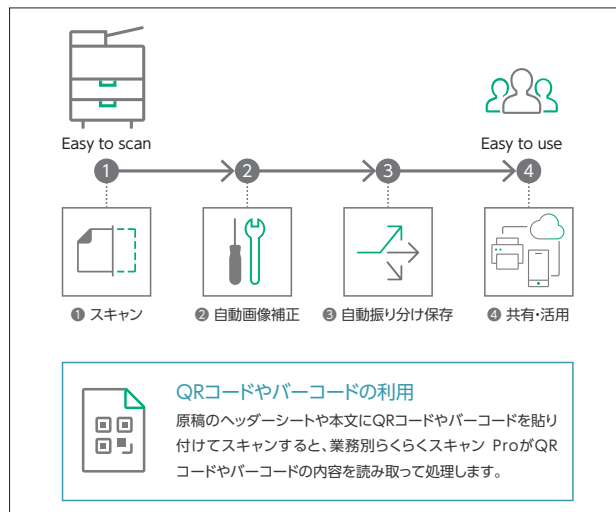 Easy to scan
Easy to use
1
2
3
4
❶ スキャン
❷ 自動画像補正
❸ 自動振り分け保存
❹ 共有・活用
QRコードやバーコードの利用
原稿のヘッダーシートや本文にQRコードやバーコードを貼り
付けてスキャンすると、業務別らくらくスキャン ProがQR
コードやバーコードの内容を読み取って処理します。